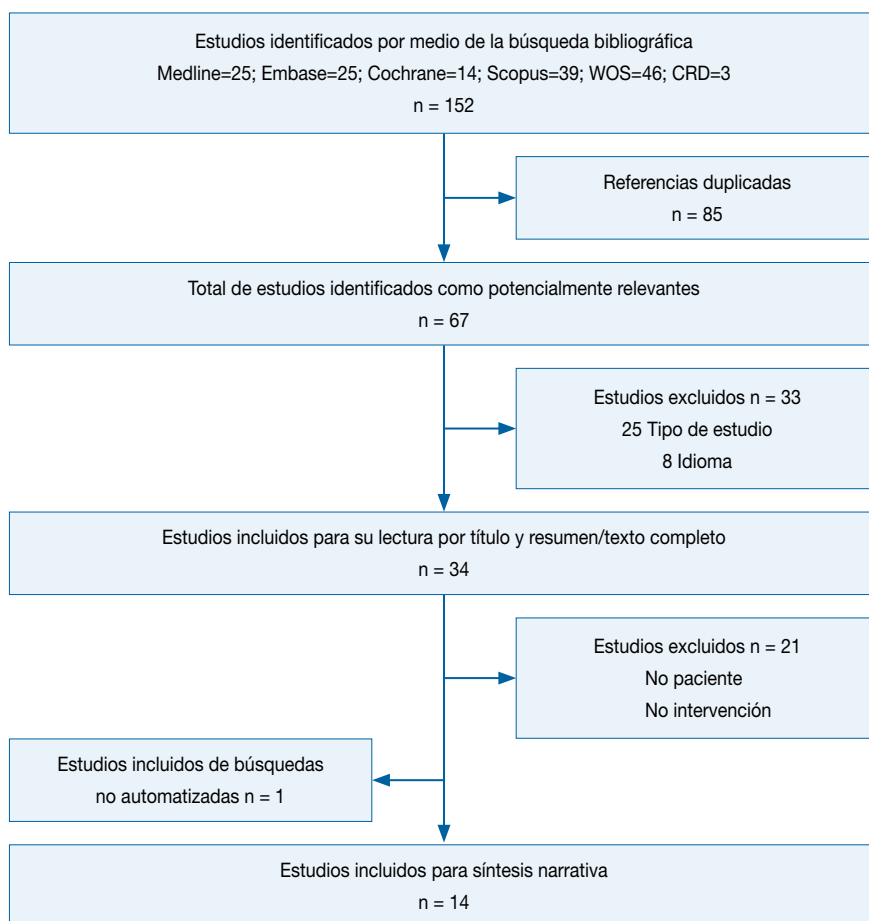 Estudios identificados por medio de la búsqueda bibliográfica
Medline=25; Embase=25; Cochrane=14; Scopus=39; WOS=46; CRD=3
n = 152
Referencias duplicadas
n = 85
Total de estudios identificados como potencialmente relevantes
n = 67
Estudios excluidos n = 33
25 Tipo de estudio
8 Idioma
Estudios incluidos para su lectura por título y resumen/texto completo
n = 34
Estudios excluidos n = 21
No paciente
No intervención
Estudios incluidos de búsquedas
no automatizadas n = 1
Estudios incluidos para síntesis narrativa
n = 14